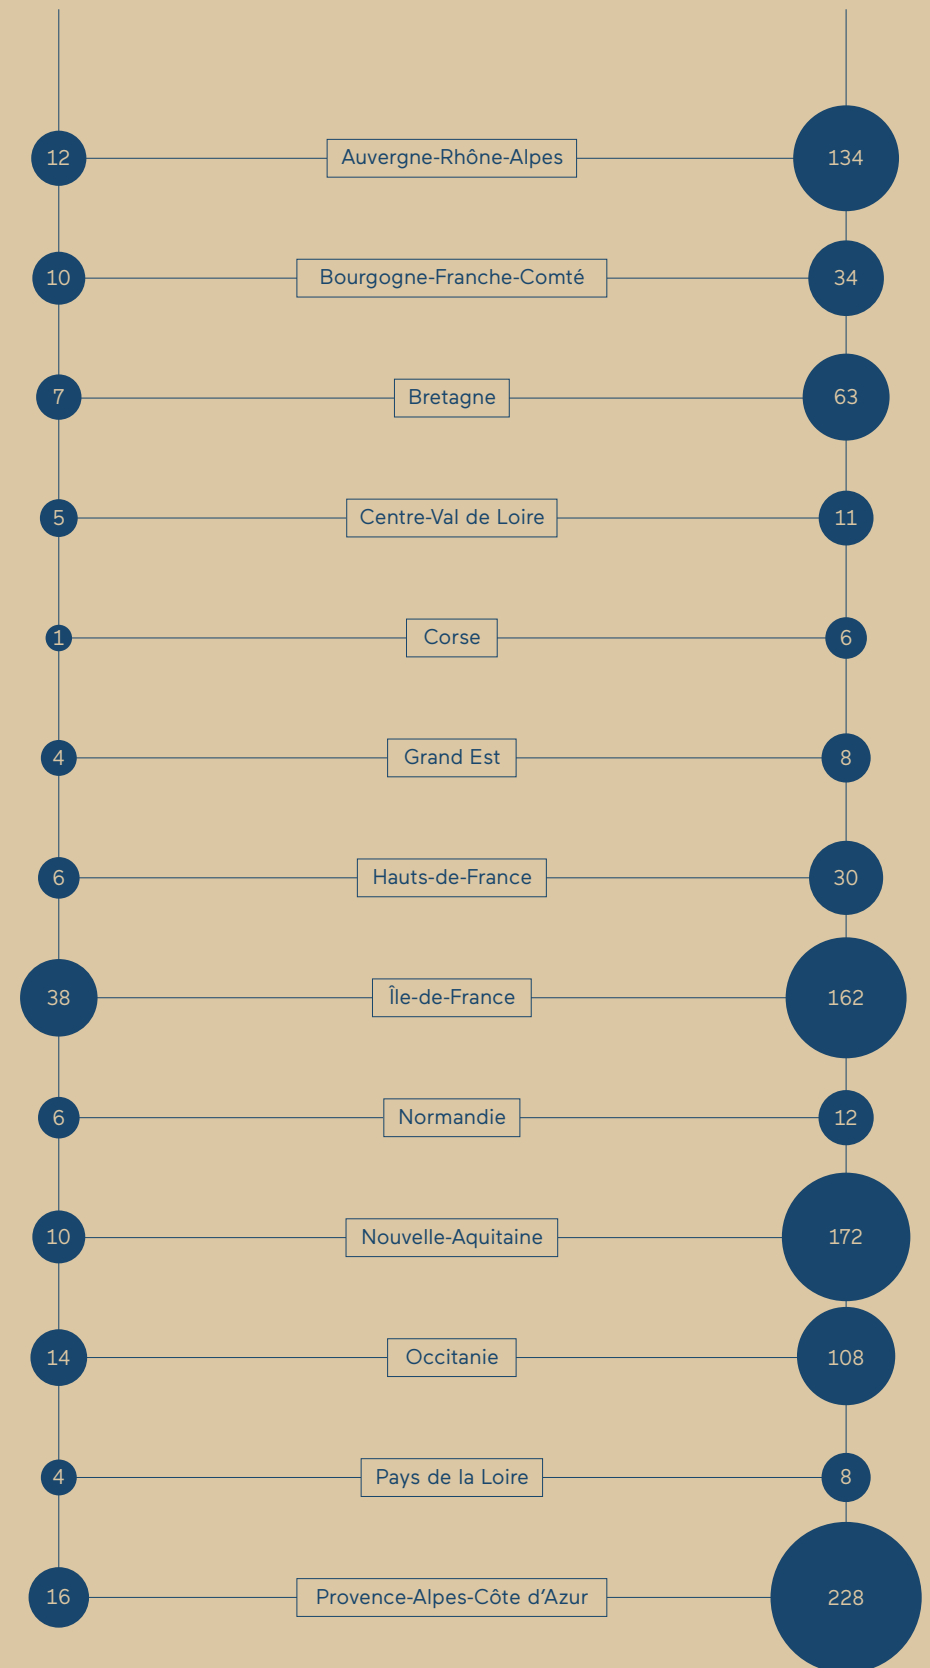 12 Auvergne-Rhône-Alpes 134
10 Bourgogne-Franche-Comté 34
7 Bretagne 63
5 Centre-Val de Loire 11
1 Corse 6
4 Grand Est 8
6 Hauts-de-France 30
38 Île-de-France 162
6 Normandie 12
10 Nouvelle-Aquitaine 172
14 Occitanie 108
4 Pays de la Loire 8
16 Provence-Alpes-Côte d’Azur 228